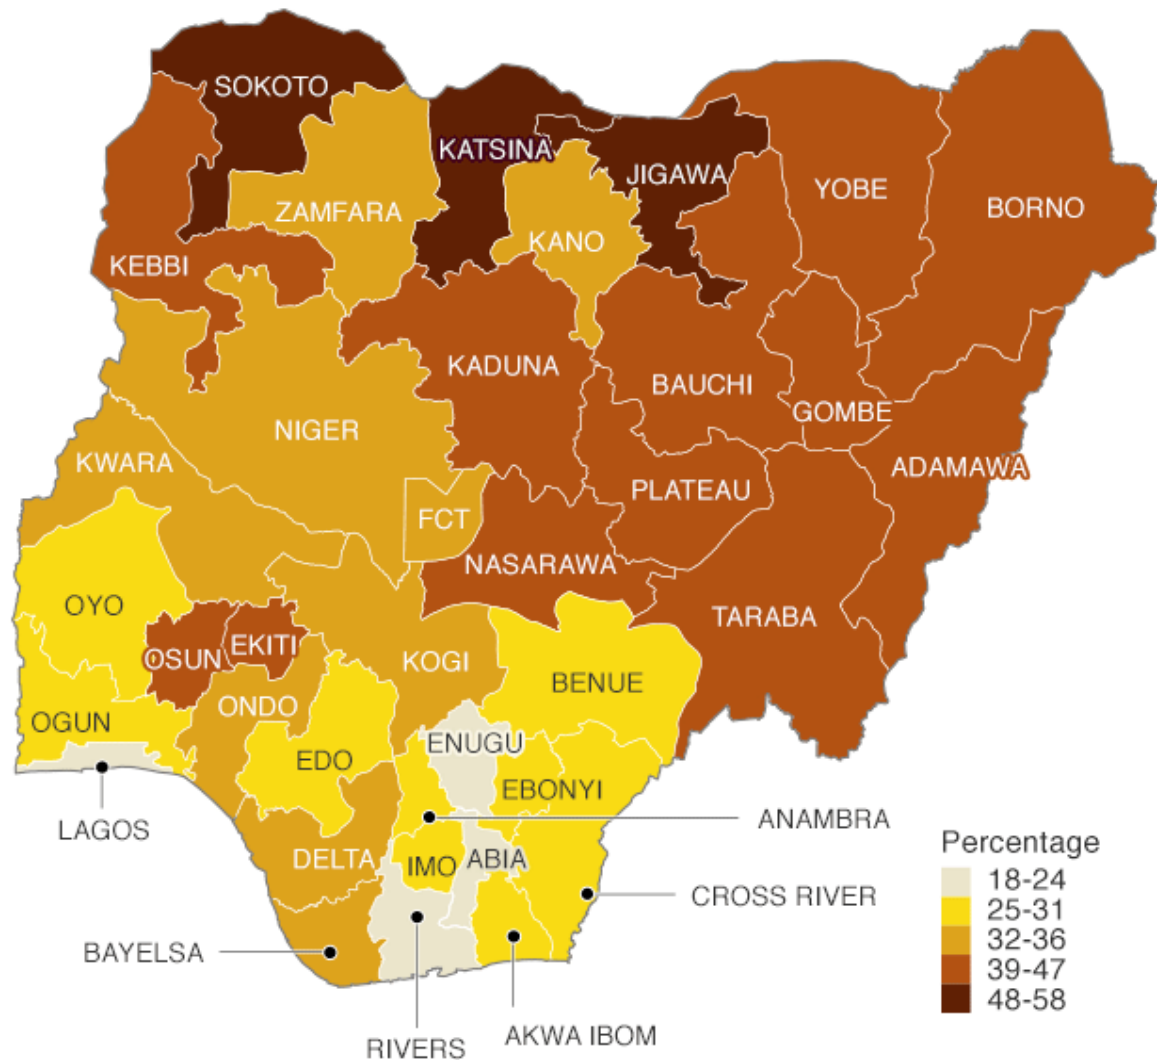 SOKOTO
KATSINA
JIGAWA
YOBE
BORNO
ZAMFARA
KANO
KEBBI
KADUNA
BAUCHI
GOMBE
NIGER
KWARA
ADAMAWA
PLATEAU
FCT
NASARAWA
OYO
TARABA
OSUN
EKITI
KOGI
BENUE
ONDO
OGUN
ENUGU
EDO
EBONYI
LAGOS
ANAMBRA
DELTA
IMO
ABIA
CROSS RIVER
BAYELSA
AKWA IBOM
RIVERS
Percentage
18-24
25-31
32-36
39-47
48-58